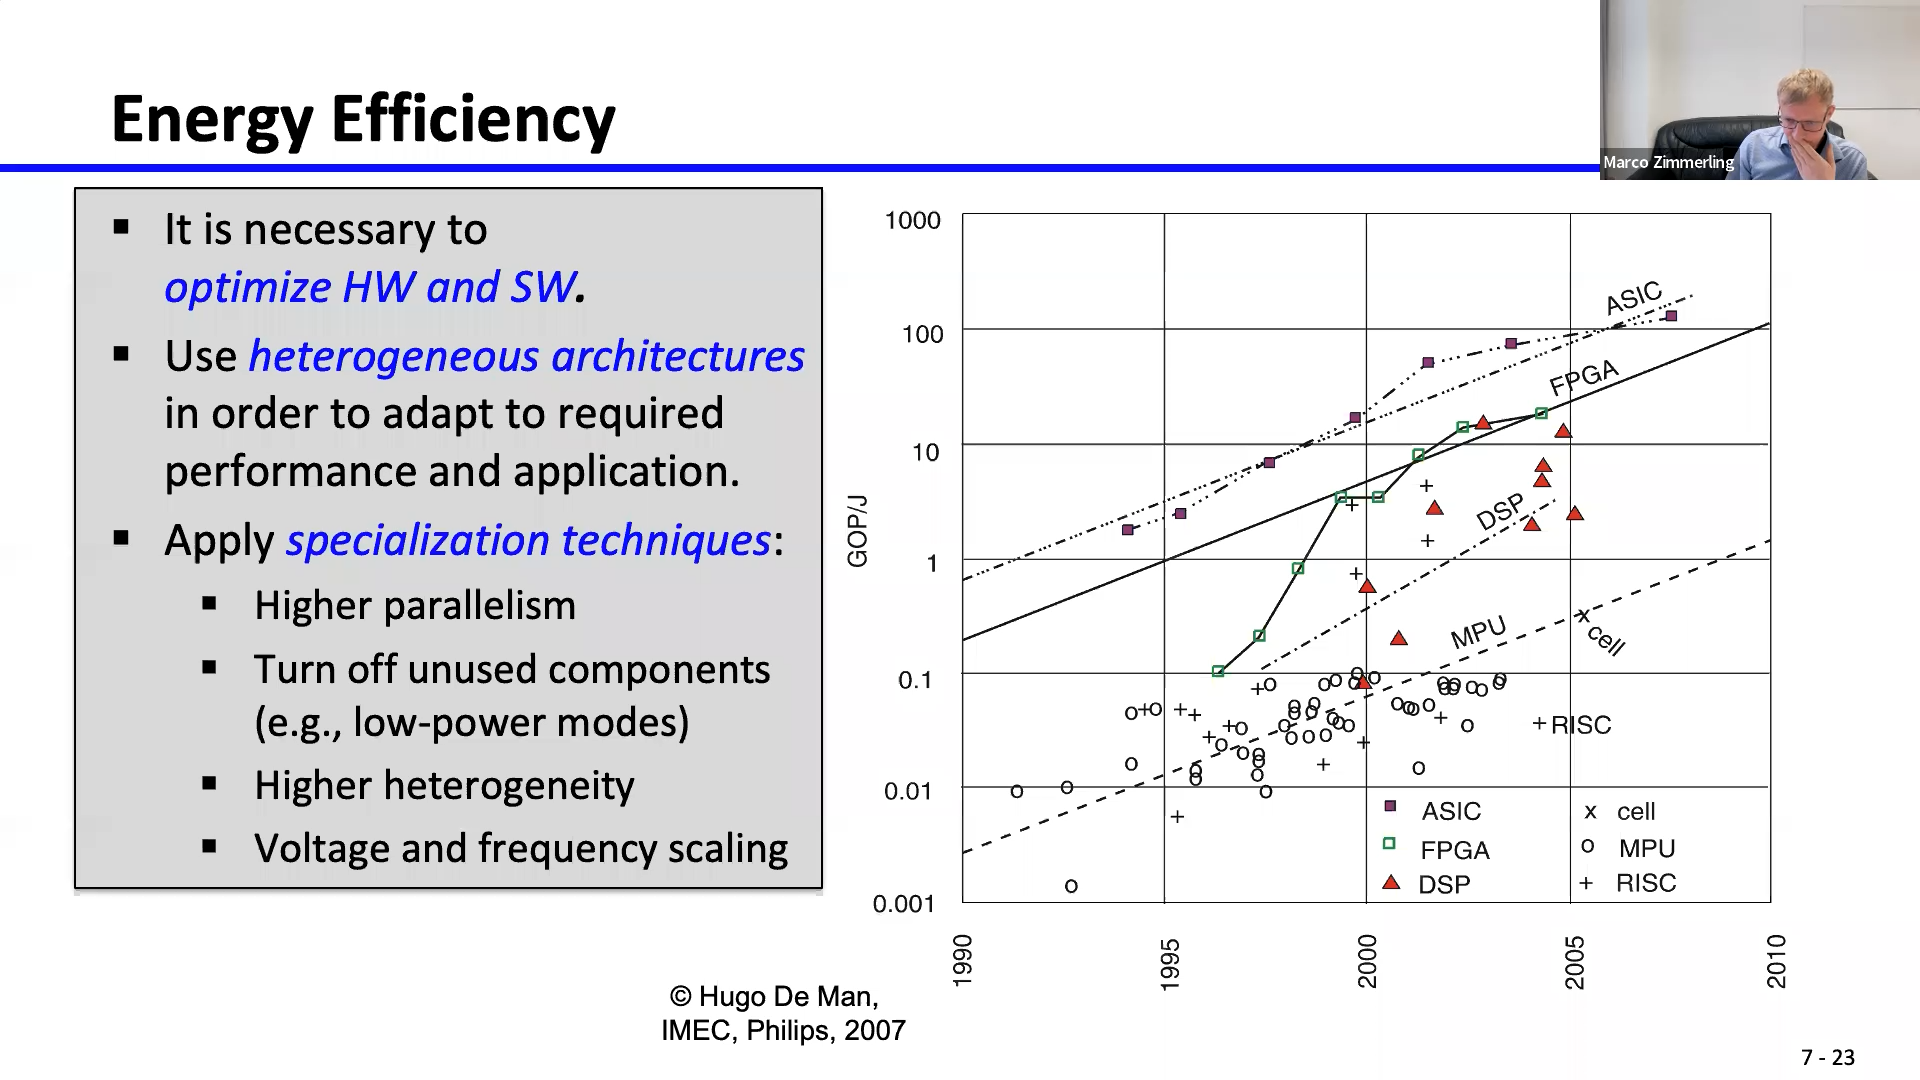 Energy Efficiency
Marco Zimmerling
▪ It is necessary to
optimize HW and SW.
▪ Use heterogeneous architectures
in order to adapt to required
performance and application.
▪ Apply specialization techniques:
▪ Higher parallelism
▪ Turn off unused components
(e.g., low-power modes)
▪ Higher heterogeneity
▪ Voltage and frequency scaling
GOP/J
1000
100
10
1
0.1
0.01
0.001
1990
1995
2000
2005
2010
ASIC
FPGA
DSP
MPU
cell
RISC
ASIC
FPGA
DSP
cell
MPU
RISC
© Hugo De Man,
IMEC, Philips, 2007
7 - 23